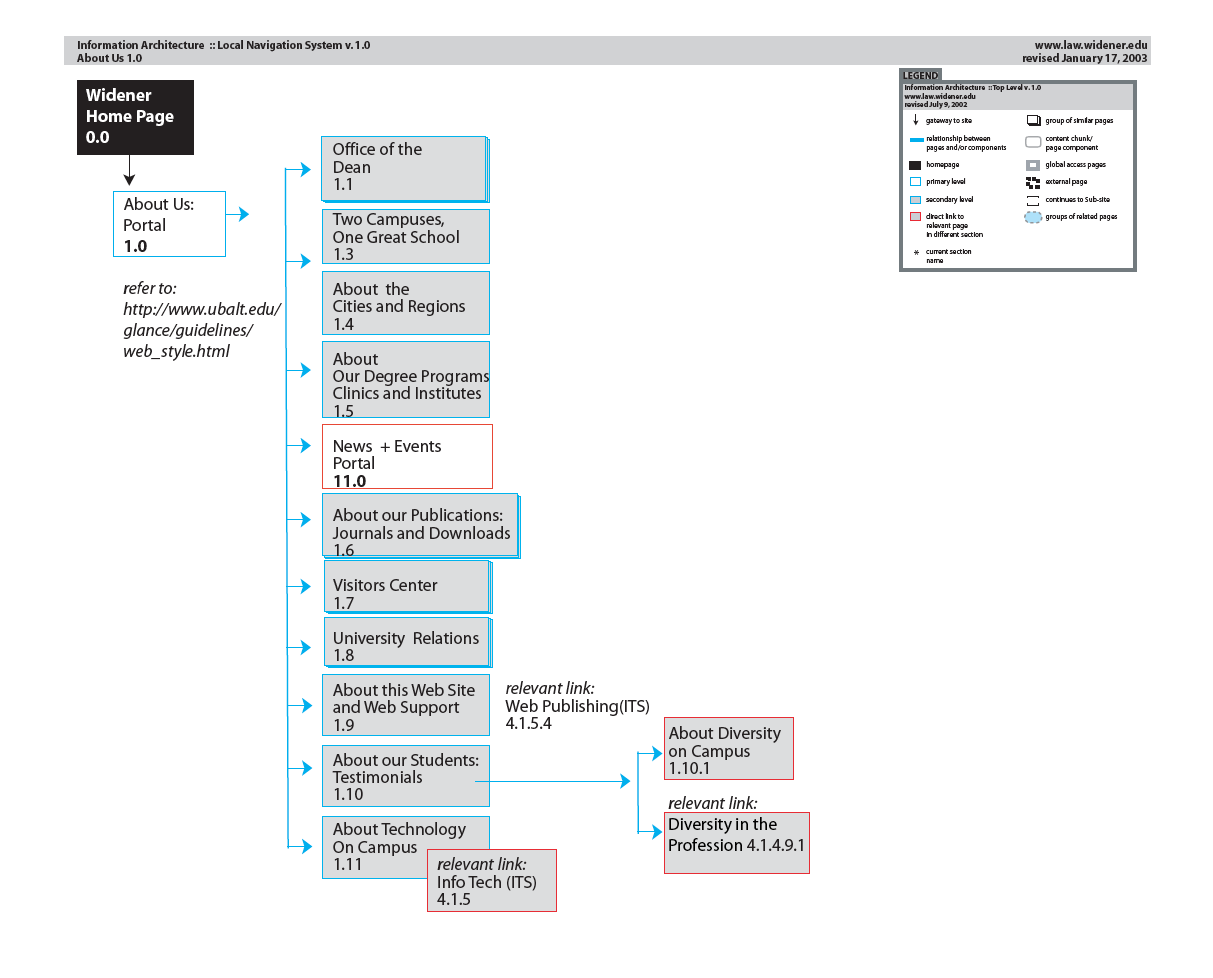 Information Architecture :: Local Navigation System v. 1.0
About Us 1.0
www.law.widener.edu
revised January 17, 2003
LEGEND
Information Architecture :: Top Level v. 1.0
www.law.widener.edu
revised July 9, 2002
gateway to site
relationship between
pages and/or components
homepage
primary level
secondary level
direct link to
relevant page
in different section
* current section
name
group of similar pages
content chunk/
page component
global access pages
external page
continues to Sub-site
groups of related pages
Widener
Home Page
0.0
About Us:
Portal
1.0
refer to:
http://www.ubalt.edu/
glance/guidelines/
web_style.html
Office of the
Dean
1.1
Two Campuses,
One Great School
1.3
About the
Cities and Regions
1.4
About
Our Degree Programs
Clinics and Institutes
1.5
News + Events
Portal
11.0
About our Publications:
Journals and Downloads
1.6
Visitors Center
1.7
University Relations
1.8
About this Web Site
and Web Support
1.9
relevant link:
Web Publishing(ITS)
4.1.5.4
About our Students:
Testimonials
1.10
About Diversity
on Campus
1.10.1
relevant link:
Diversity in the
Profession 4.1.4.9.1
About Technology
On Campus
1.11
relevant link:
Info Tech (ITS)
4.1.5